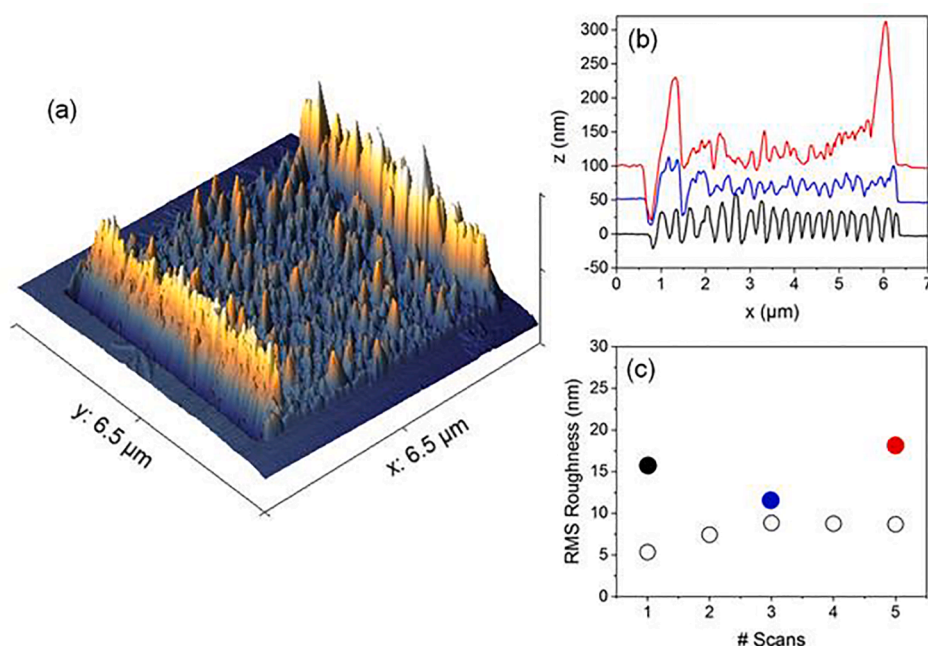 (a)
y: 6.5 µm
x: 6.5 µm
(b)
z (nm)
300
250
200
150
100
50
0
-50
0 1 2 3 4 5 6 7
x (µm)
(c)
RMS Roughness (nm)
30
25
20
15
10
5
0
1 2 3 4 5
# Scans